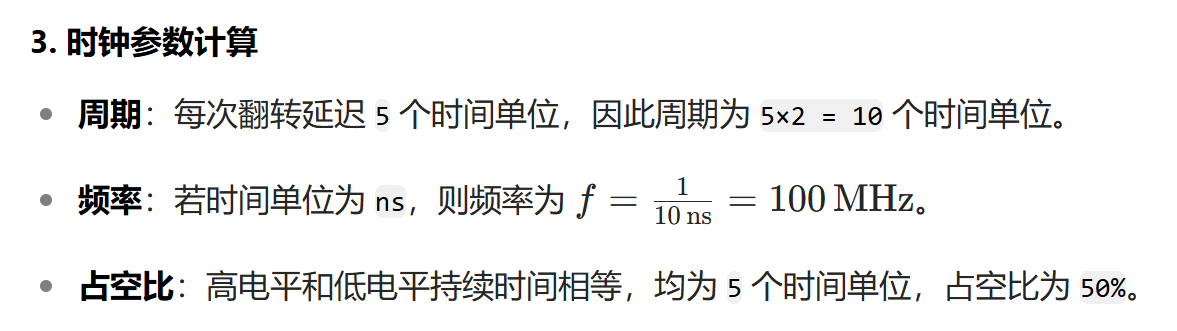 3. 时钟参数计算
• 周期：每次翻转延迟 5 个时间单位，因此周期为 5×2 = 10 个时间单位。
• 频率：若时间单位为 ns，则频率为 f = 1/(10 ns) = 100 MHz。
• 占空比：高电平和低电平持续时间相等，均为 5 个时间单位，占空比为 50%。